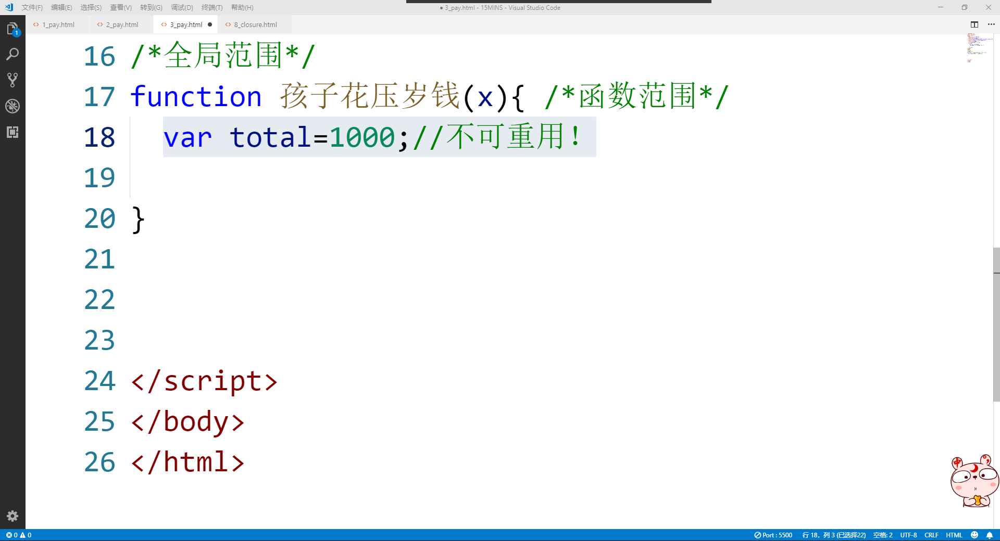 文件(F) 编辑(E) 选择(S) 查看(V) 转到(G) 调试(D) 终端(T) 帮助(H) ● 3_pay.html - 15MINS - Visual Studio Code
<> 1_pay.html <> 2_pay.html <> 3_pay.html ● <> 8_closure.html
1
16 /*全局范围*/
17 function 孩子花压岁钱(x){ /*函数范围*/
18 var total=1000;//不可重用!
19
20 }
21
22
23
24 </script>
25 </body>
26 </html>
中
0 0 Port : 5500 行 18，列 3 (已选择22) 空格: 2 UTF-8 CRLF HTML